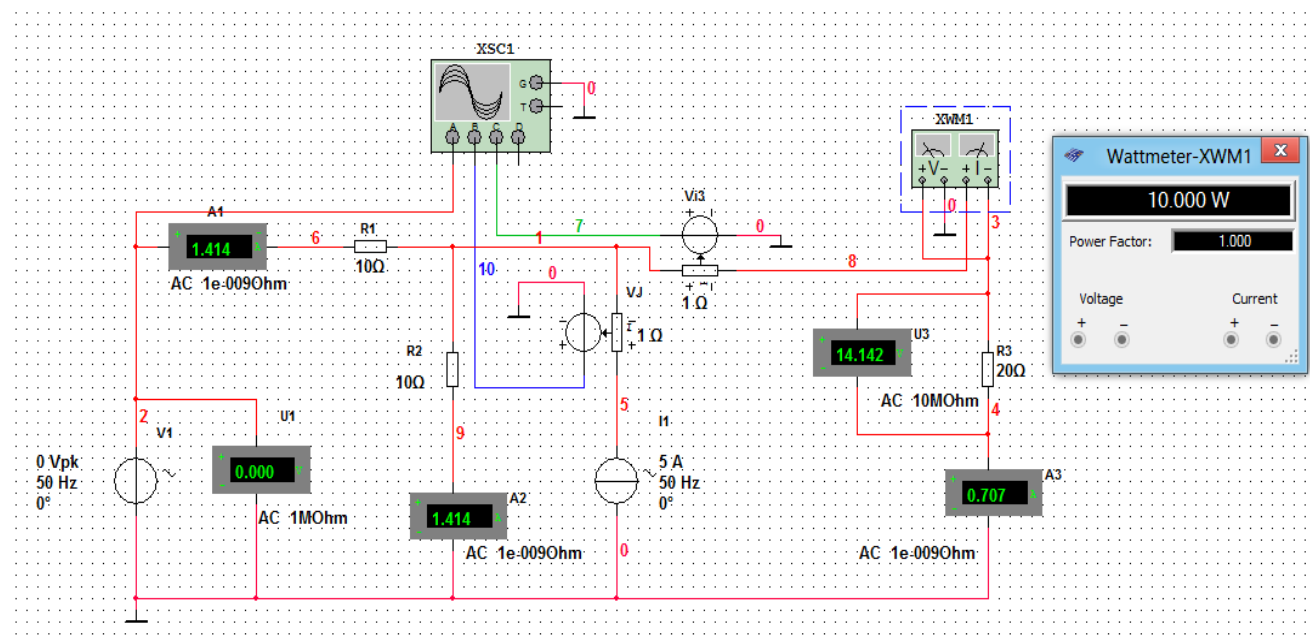 XSC1
G
0
T
A B C D
XWM1
+V- +I-
Wattmeter-XWM1
x
10.000 W
Power Factor: 1.000
Voltage Current
+ - + -
Vi3
+ -
0
3
A1
+ -
1.414 A
6
R1
7
1
0
10Ω
AC 1e-009Ohm
10
0
VJ
+ -
1 Ω
8
- +
1 Ω
U3
+
14.142 V
-
R3
20Ω
R2
10Ω
AC 10MOhm
2
V1
U1
9
5
I1
4
0 Vpk
50 Hz
0°
+
0.000 V
-
5 A
50 Hz
0°
A3
+
0.707 A
-
AC 1MOhm
A2
+
1.414 A
-
AC 1e-009Ohm
0
AC 1e-009Ohm